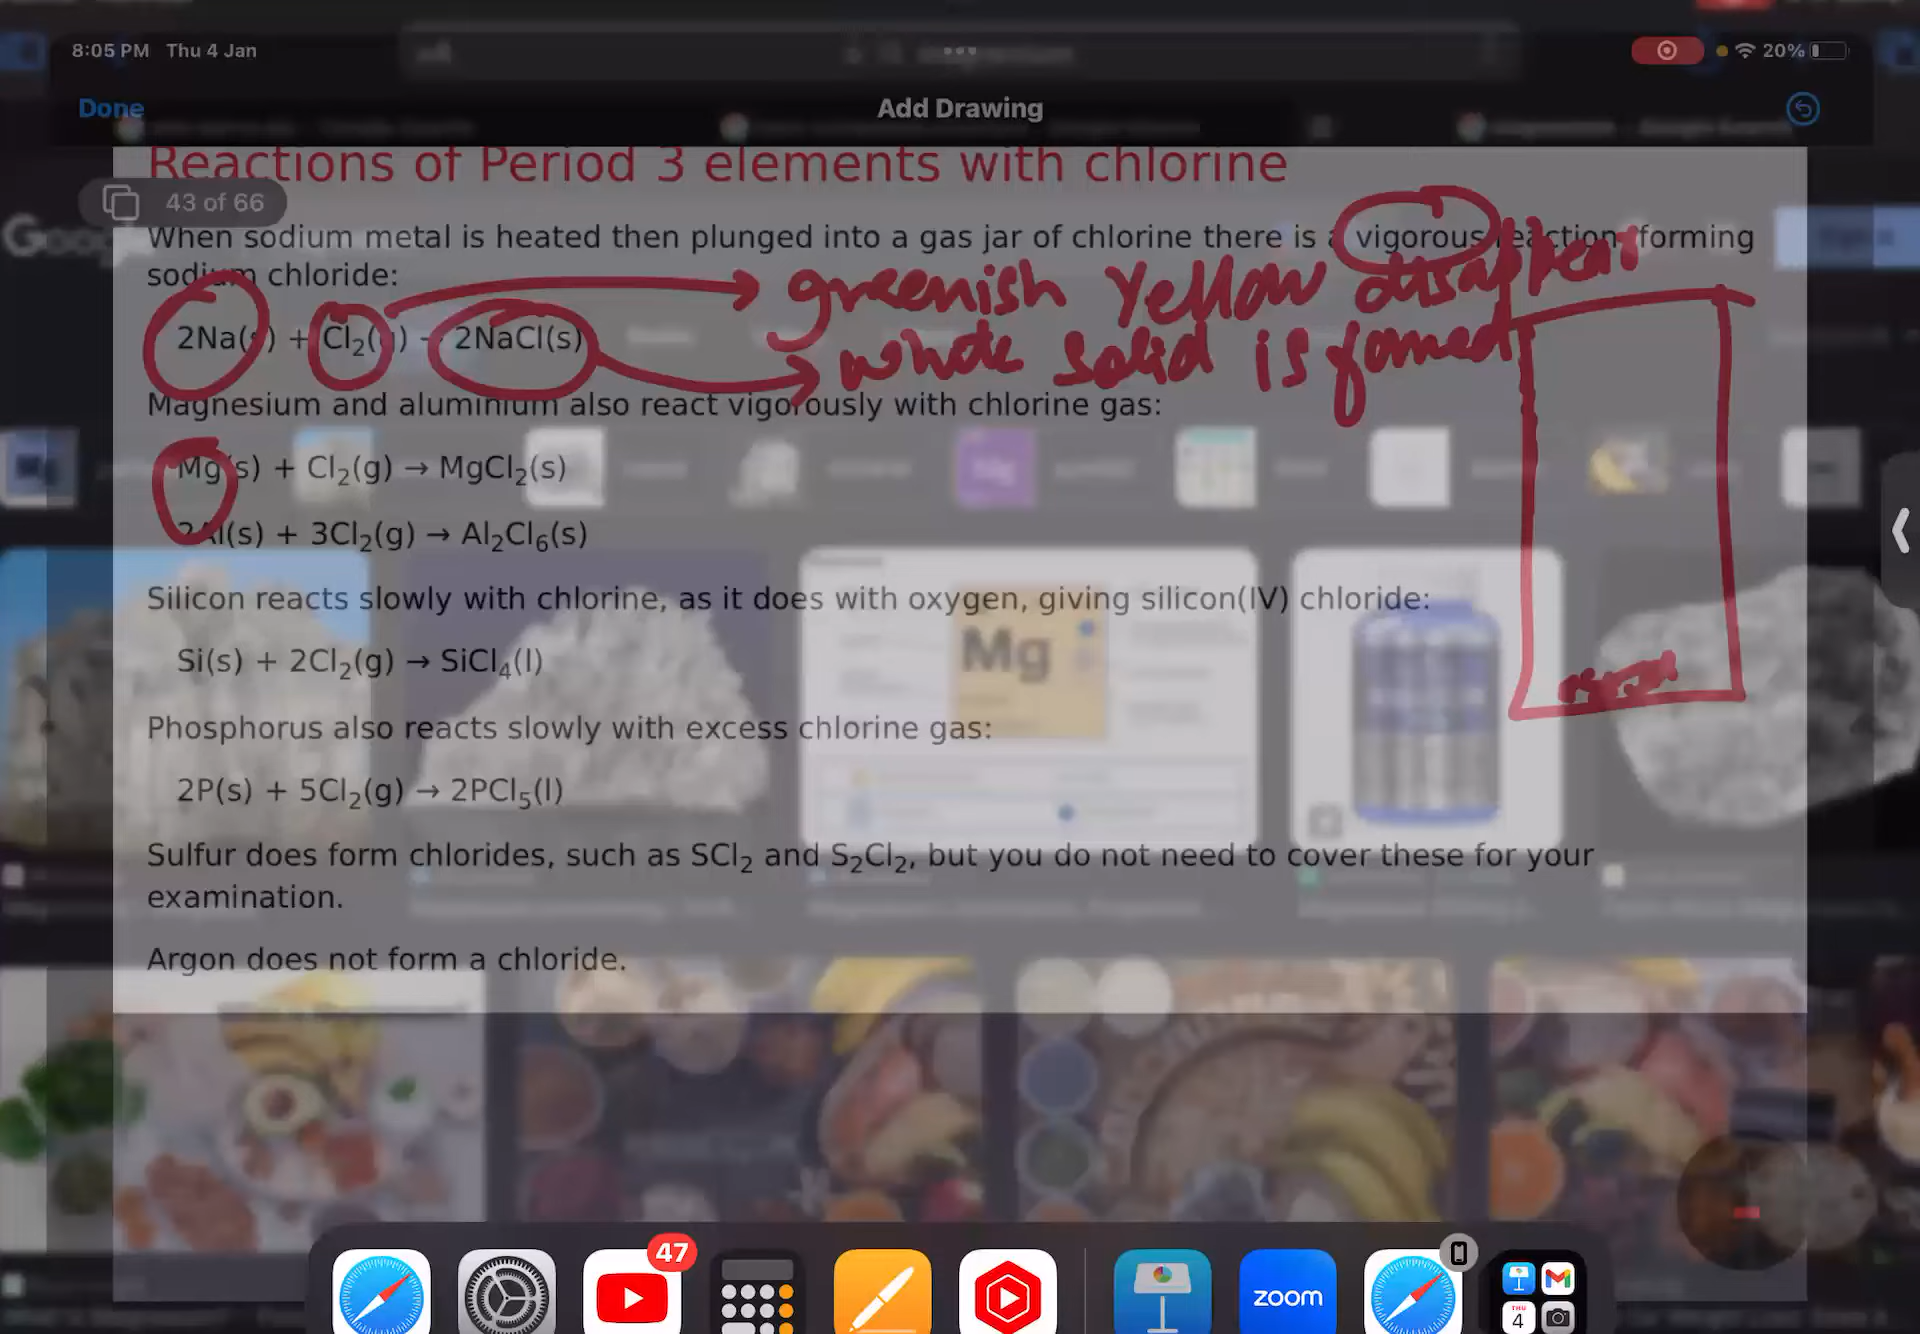 8:05 PM Thu 4 Jan
20%
Done
Add Drawing
Reactions of Period 3 elements with chlorine
43 of 66
When sodium metal is heated then plunged into a gas jar of chlorine there is a vigorous reaction, forming
sodium chloride:
greenish Yellow disappear
2Na(s) + Cl₂(g) → 2NaCl(s)
solid is formed
Magnesium and aluminium also react vigorously with chlorine gas:
Mg(s) + Cl₂(g) → MgCl₂(s)
2Al(s) + 3Cl₂(g) → Al₂Cl₆(s)
Silicon reacts slowly with chlorine, as it does with oxygen, giving silicon(IV) chloride:
Mg
Si(s) + 2Cl₂(g) → SiCl₄(l)
Phosphorus also reacts slowly with excess chlorine gas:
2P(s) + 5Cl₂(g) → 2PCl₅(l)
Sulfur does form chlorides, such as SCl₂ and S₂Cl₂, but you do not need to cover these for your
examination.
Argon does not form a chloride.
47
zoom
THU
4